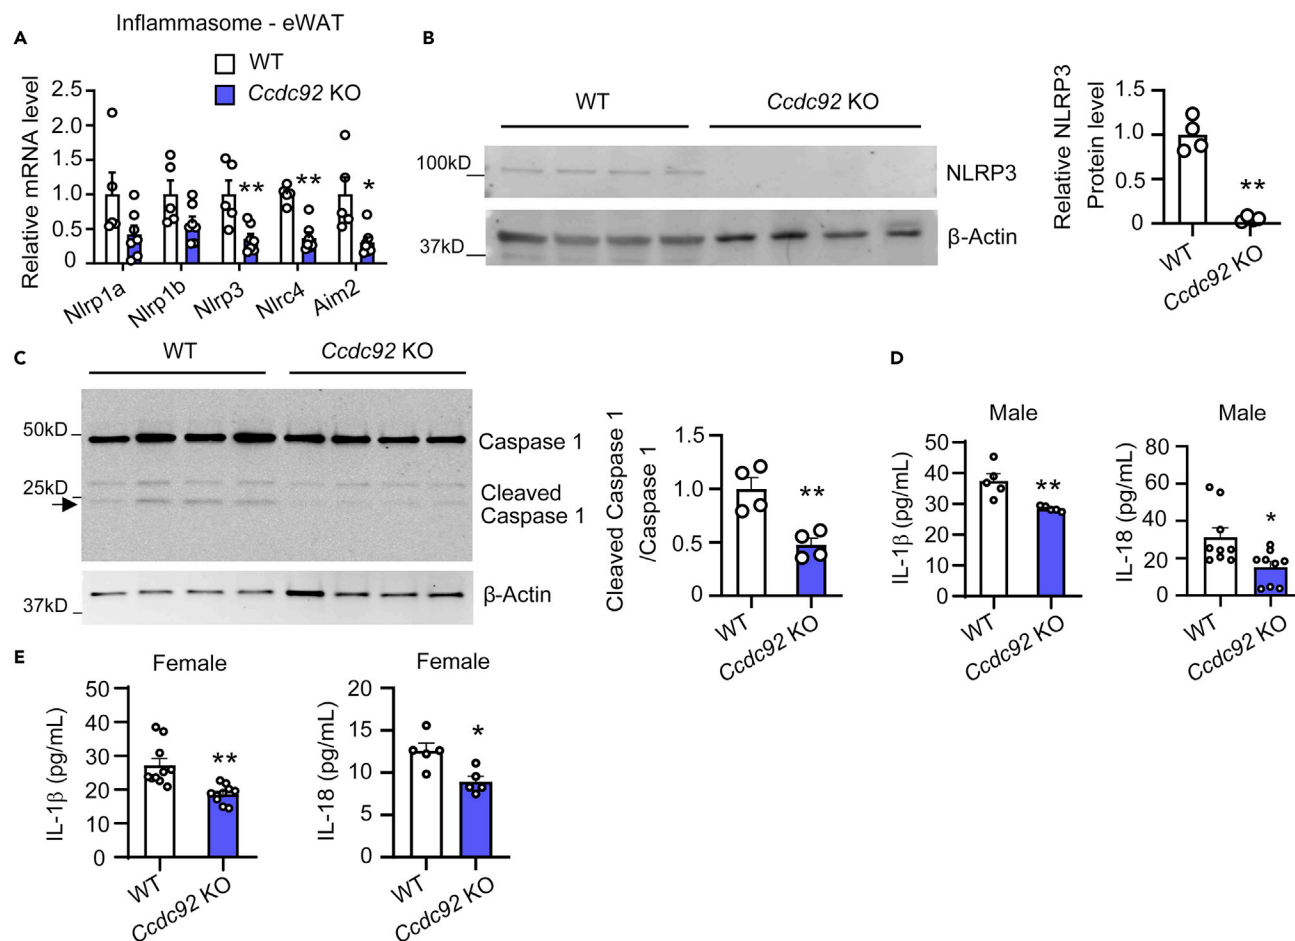 A
Inflammasome - eWAT
WT
Ccdc92 KO
Relative mRNA level
2.5
2.0
1.5
1.0
0.5
0
**
**
*
Nlrp1a
Nlrp1b
Nlrp3
Nlrc4
Aim2
B
WT
Ccdc92 KO
100kD
NLRP3
37kD
β-Actin
Relative NLRP3
Protein level
1.5
1.0
0.5
0
**
WT
Ccdc92 KO
C
WT
Ccdc92 KO
50kD
Caspase 1
25kD
Cleaved
Caspase 1
37kD
β-Actin
Cleaved Caspase 1
/Caspase 1
1.5
1.0
0.5
0
**
WT
Ccdc92 KO
D
Male
IL-1β (pg/mL)
50
40
30
20
10
0
**
WT
Ccdc92 KO
Male
IL-18 (pg/mL)
80
60
40
20
0
*
WT
Ccdc92 KO
E
Female
IL-1β (pg/mL)
50
40
30
20
10
0
**
WT
Ccdc92 KO
Female
IL-18 (pg/mL)
20
15
10
5
0
*
WT
Ccdc92 KO